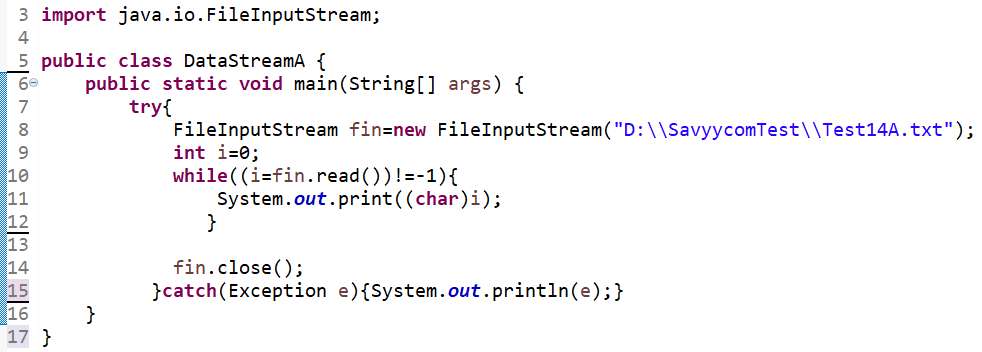 3 import java.io.FileInputStream;
4
5 public class DataStreamA {
6     public static void main(String[] args) {
7         try{
8             FileInputStream fin=new FileInputStream("D:\\SavyycomTest\\Test14A.txt");
9             int i=0;
10             while((i=fin.read())!=-1){
11                 System.out.print((char)i);
12                }
13
14             fin.close();
15           }catch(Exception e){System.out.println(e);}
16     }
17 }